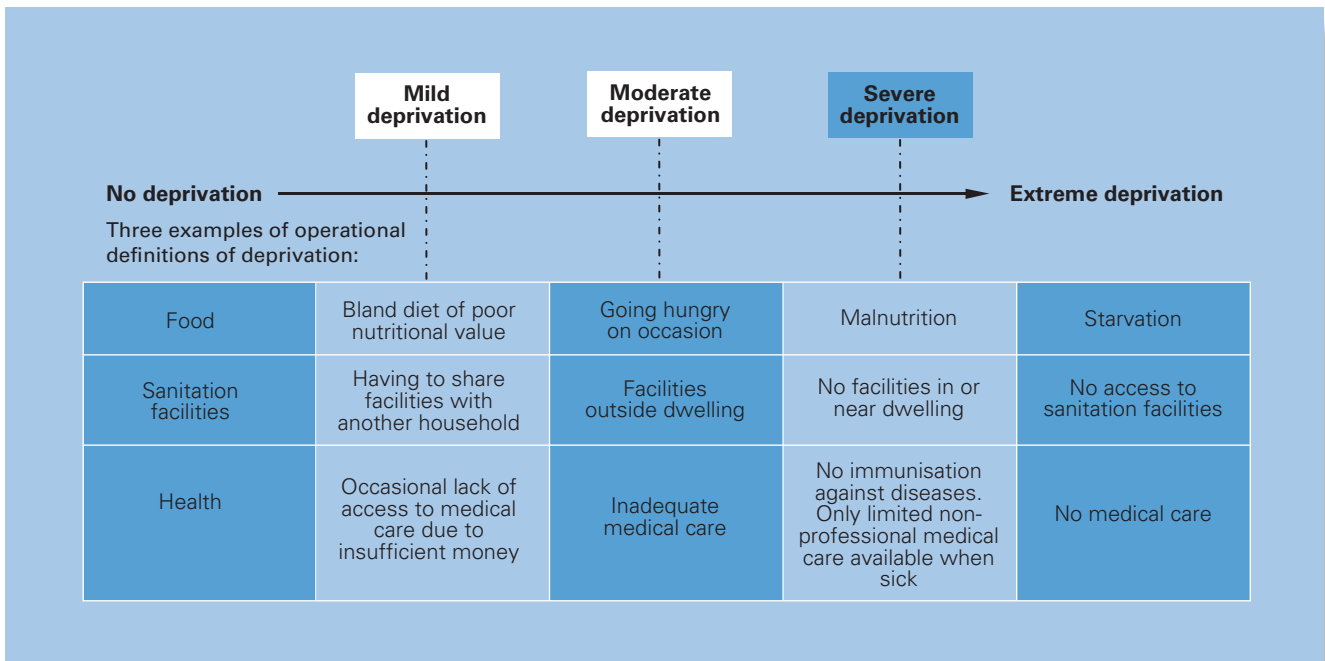 Mild
deprivation
Moderate
deprivation
Severe
deprivation
No deprivation
Extreme deprivation
Three examples of operational
definitions of deprivation:
Food
Bland diet of poor
nutritional value
Going hungry
on occasion
Malnutrition
Starvation
Sanitation
facilities
Having to share
facilities with
another household
Facilities
outside dwelling
No facilities in or
near dwelling
No access to
sanitation facilities
Health
Occasional lack of
access to medical
care due to
insufficient money
Inadequate
medical care
No immunisation
against diseases.
Only limited non-
professional medical
care available when
sick
No medical care